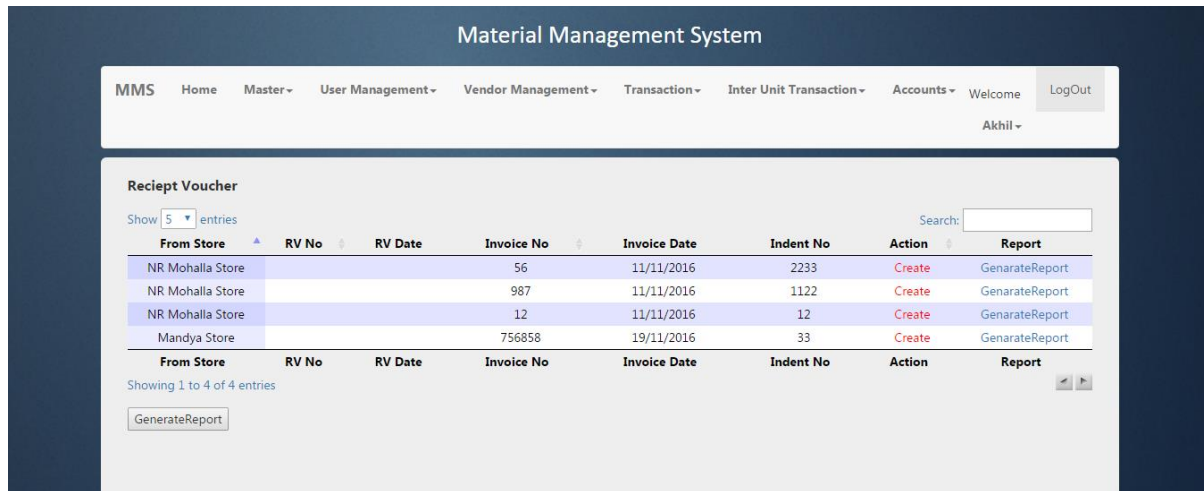 Material Management System
MMS Home Master User Management Vendor Management Transaction Inter Unit Transaction Accounts Welcome LogOut
Akhil
Reciept Voucher
Show 5 entries Search:
From Store RV No RV Date Invoice No Invoice Date Indent No Action Report
NR Mohalla Store 56 11/11/2016 2233 Create GenarateReport
NR Mohalla Store 987 11/11/2016 1122 Create GenarateReport
NR Mohalla Store 12 11/11/2016 12 Create GenarateReport
Mandya Store 756858 19/11/2016 33 Create GenarateReport
From Store RV No RV Date Invoice No Invoice Date Indent No Action Report
Showing 1 to 4 of 4 entries
GenerateReport